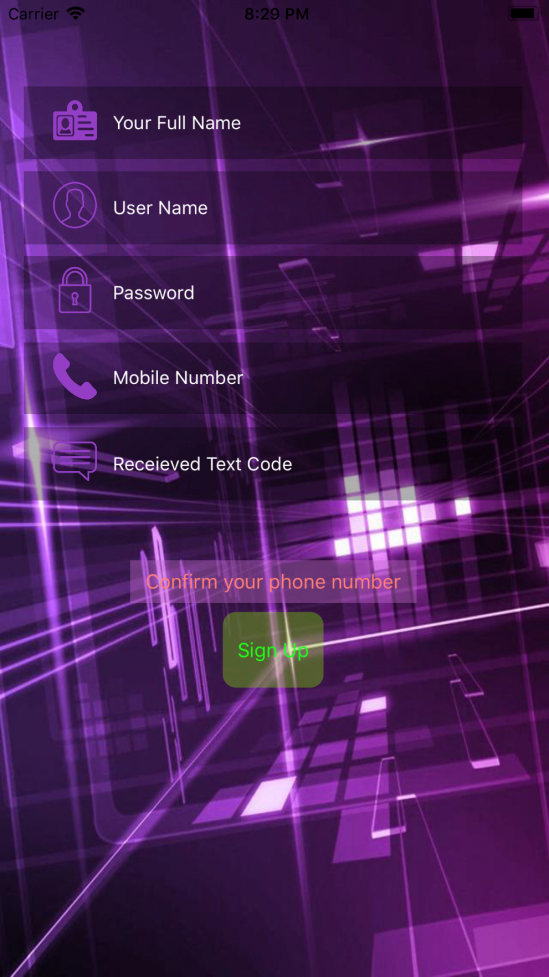 Carrier 8:29 PM
Your Full Name
User Name
Password
Mobile Number
Receieved Text Code
Confirm your phone number
Sign Up